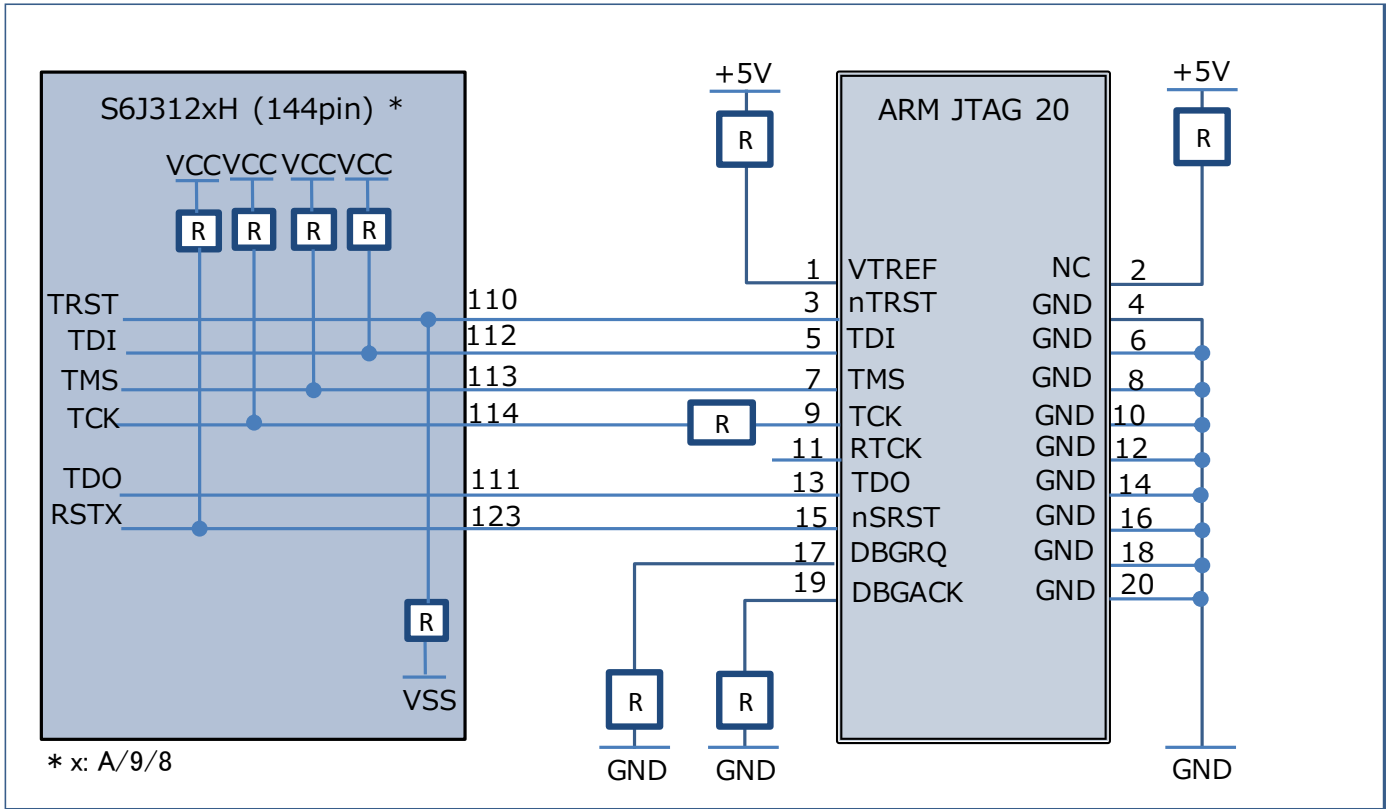 +5V
+5V
S6J312xH (144pin) *
ARM JTAG 20
R
R
VCC VCC VCC VCC
R R R R
1 VTREF NC 2
TRST 110 3 nTRST GND 4
TDI 112 5 TDI GND 6
TMS 113 7 TMS GND 8
TCK 114 R 9 TCK GND 10
11 RTCK GND 12
TDO 111 13 TDO GND 14
RSTX 123 15 nSRST GND 16
17 DBGRQ GND 18
19 DBGACK GND 20
R
VSS
R R
GND GND GND
* x: A/9/8